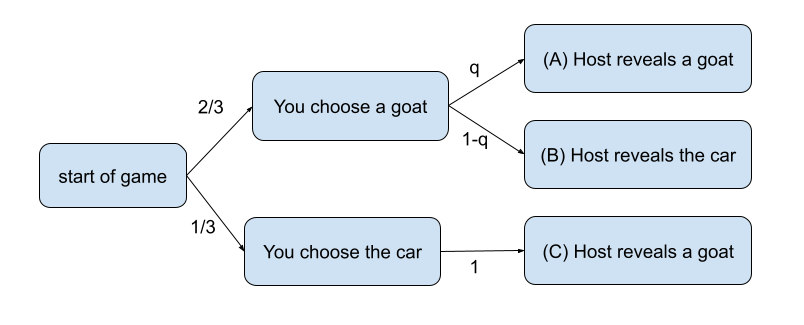 (A) Host reveals a goat
q
You choose a goat
2/3
1-q
(B) Host reveals the car
start of game
1/3
You choose the car
1
(C) Host reveals a goat